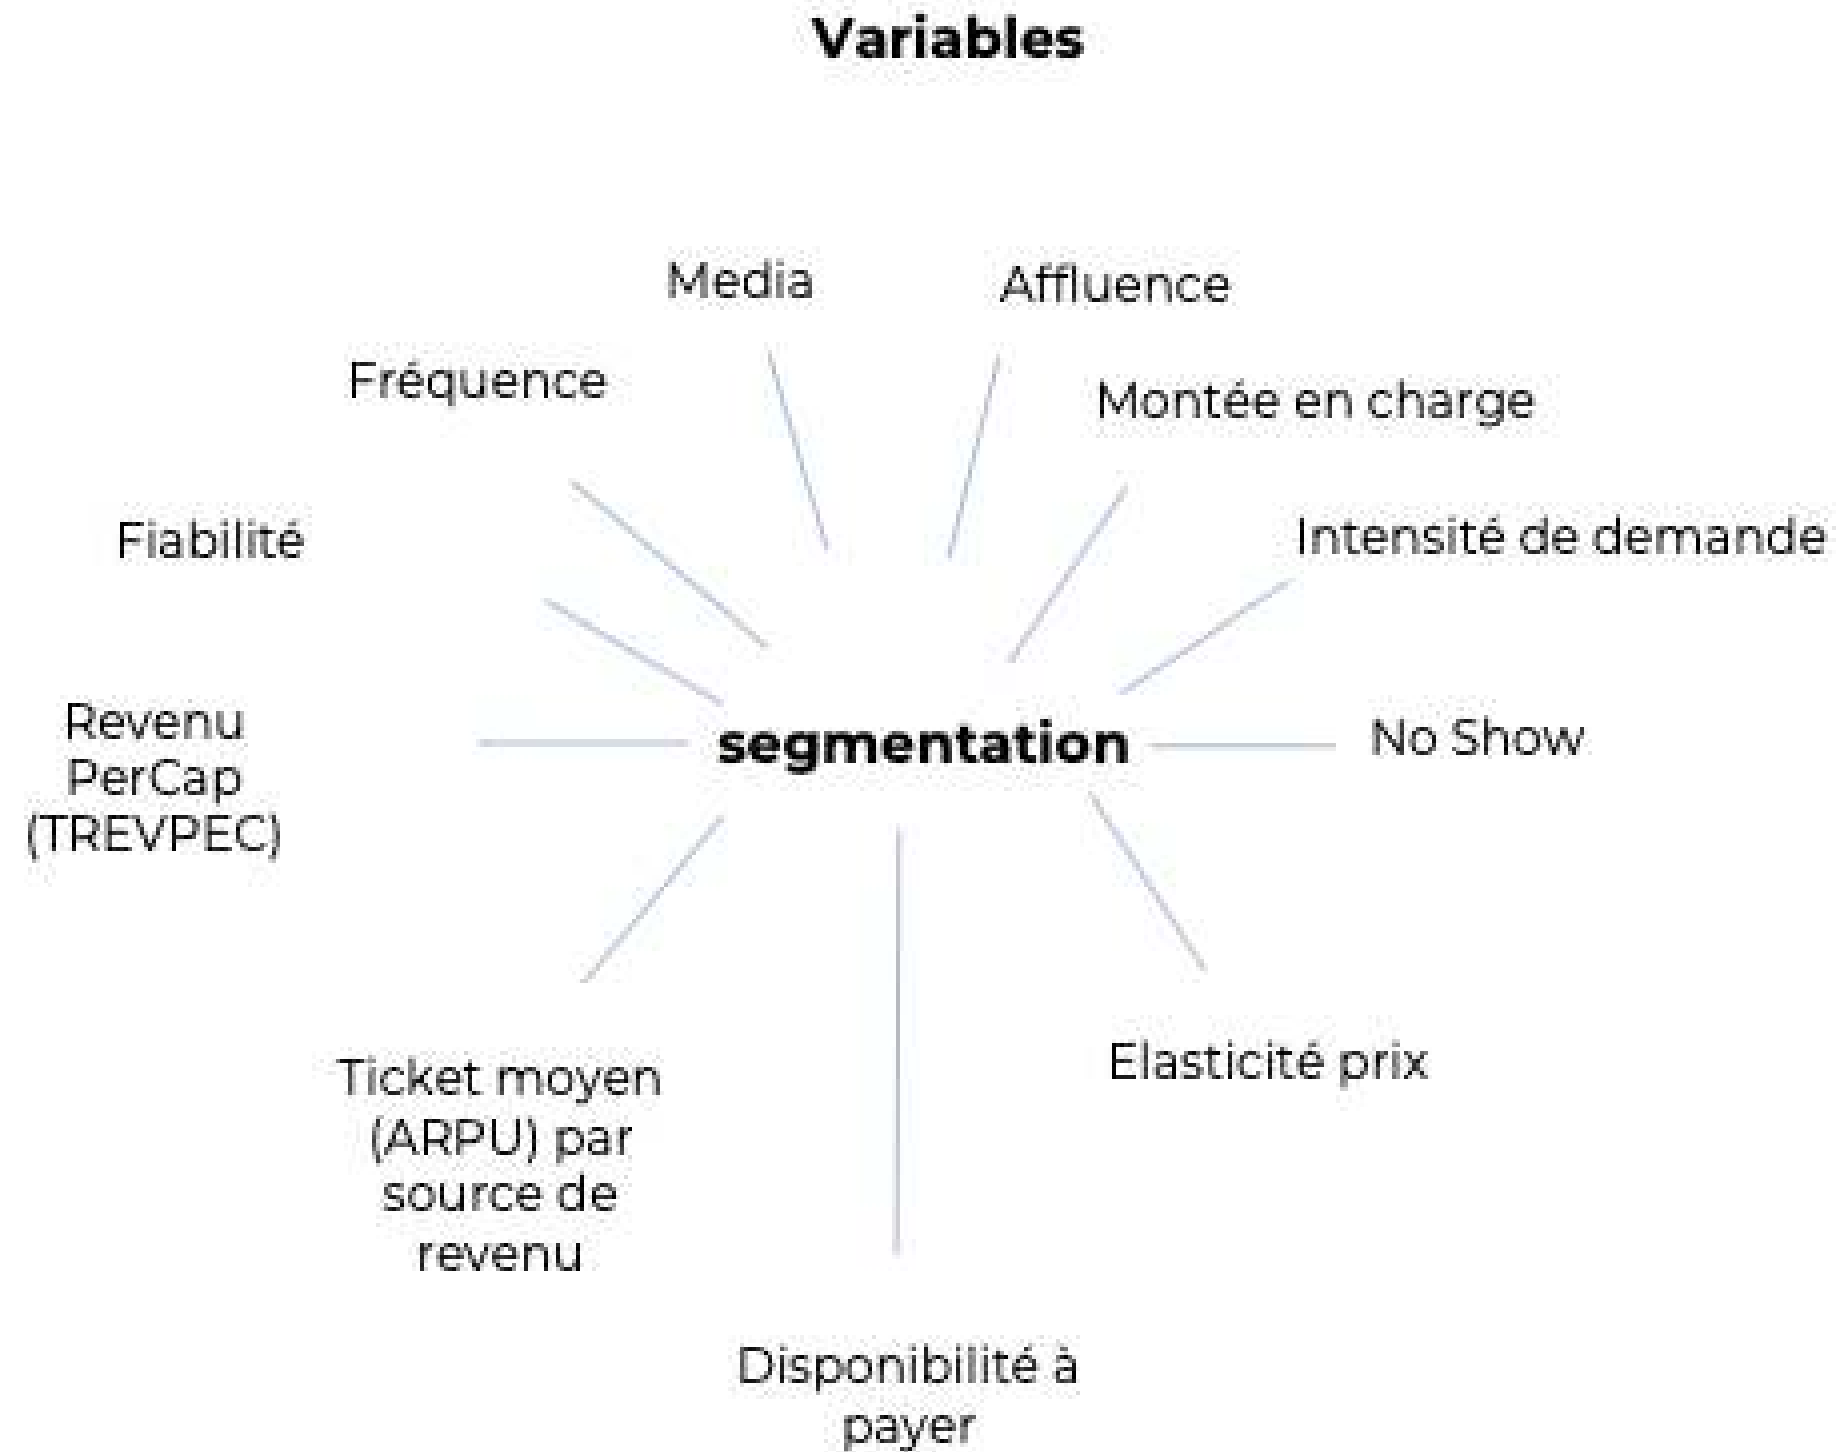 Variables
Media
Affluence
Fréquence
Montée en charge
Fiabilité
Intensité de demande
Revenu
PerCap
(TREVPEC)
segmentation
No Show
Ticket moyen
(ARPU) par
source de
revenu
Elasticité prix
Disponibilité à
payer